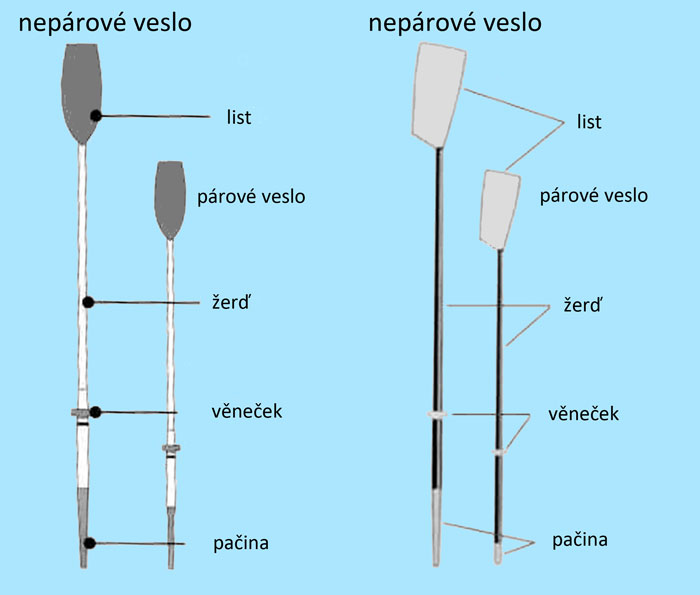 nepárové veslo
list
párové veslo
žerď
věneček
pačina
nepárové veslo
list
párové veslo
žerď
věneček
pačina